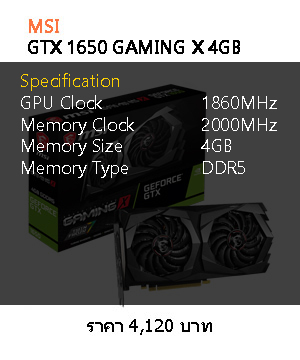 MSI
GTX 1650 GAMING X 4GB
Specification
GPU Clock 1860MHz
Memory Clock 2000MHz
Memory Size 4GB
Memory Type DDR5
GEFORCE
GTX
GAMING X
ราคา 4,120 บาท